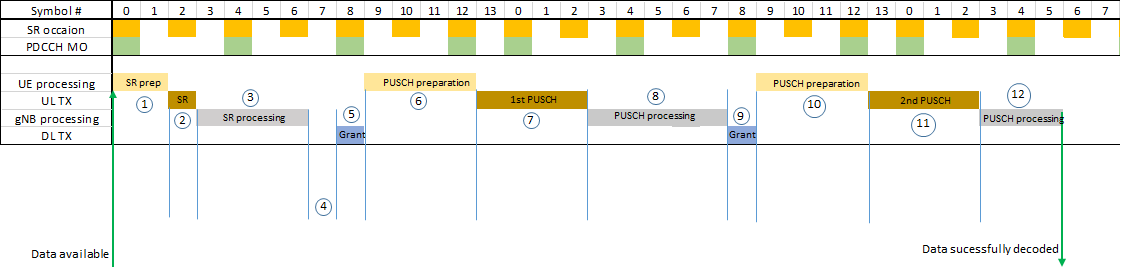 Symbol # 0 1 2 3 4 5 6 7 8 9 10 11 12 13 0 1 2 3 4 5 6 7 8 9 10 11 12 13 0 1 2 3 4 5 6 7
SR occaion
PDCCH MO
UE processing SR prep PUSCH preparation PUSCH preparation
1 3 6 8 10 12
UL TX SR 1st PUSCH 2nd PUSCH
2 5 7 9 11
gNB processing SR processing PUSCH processing PUSCH processing
DL TX Grant Grant
4
Data available Data sucessfully decoded